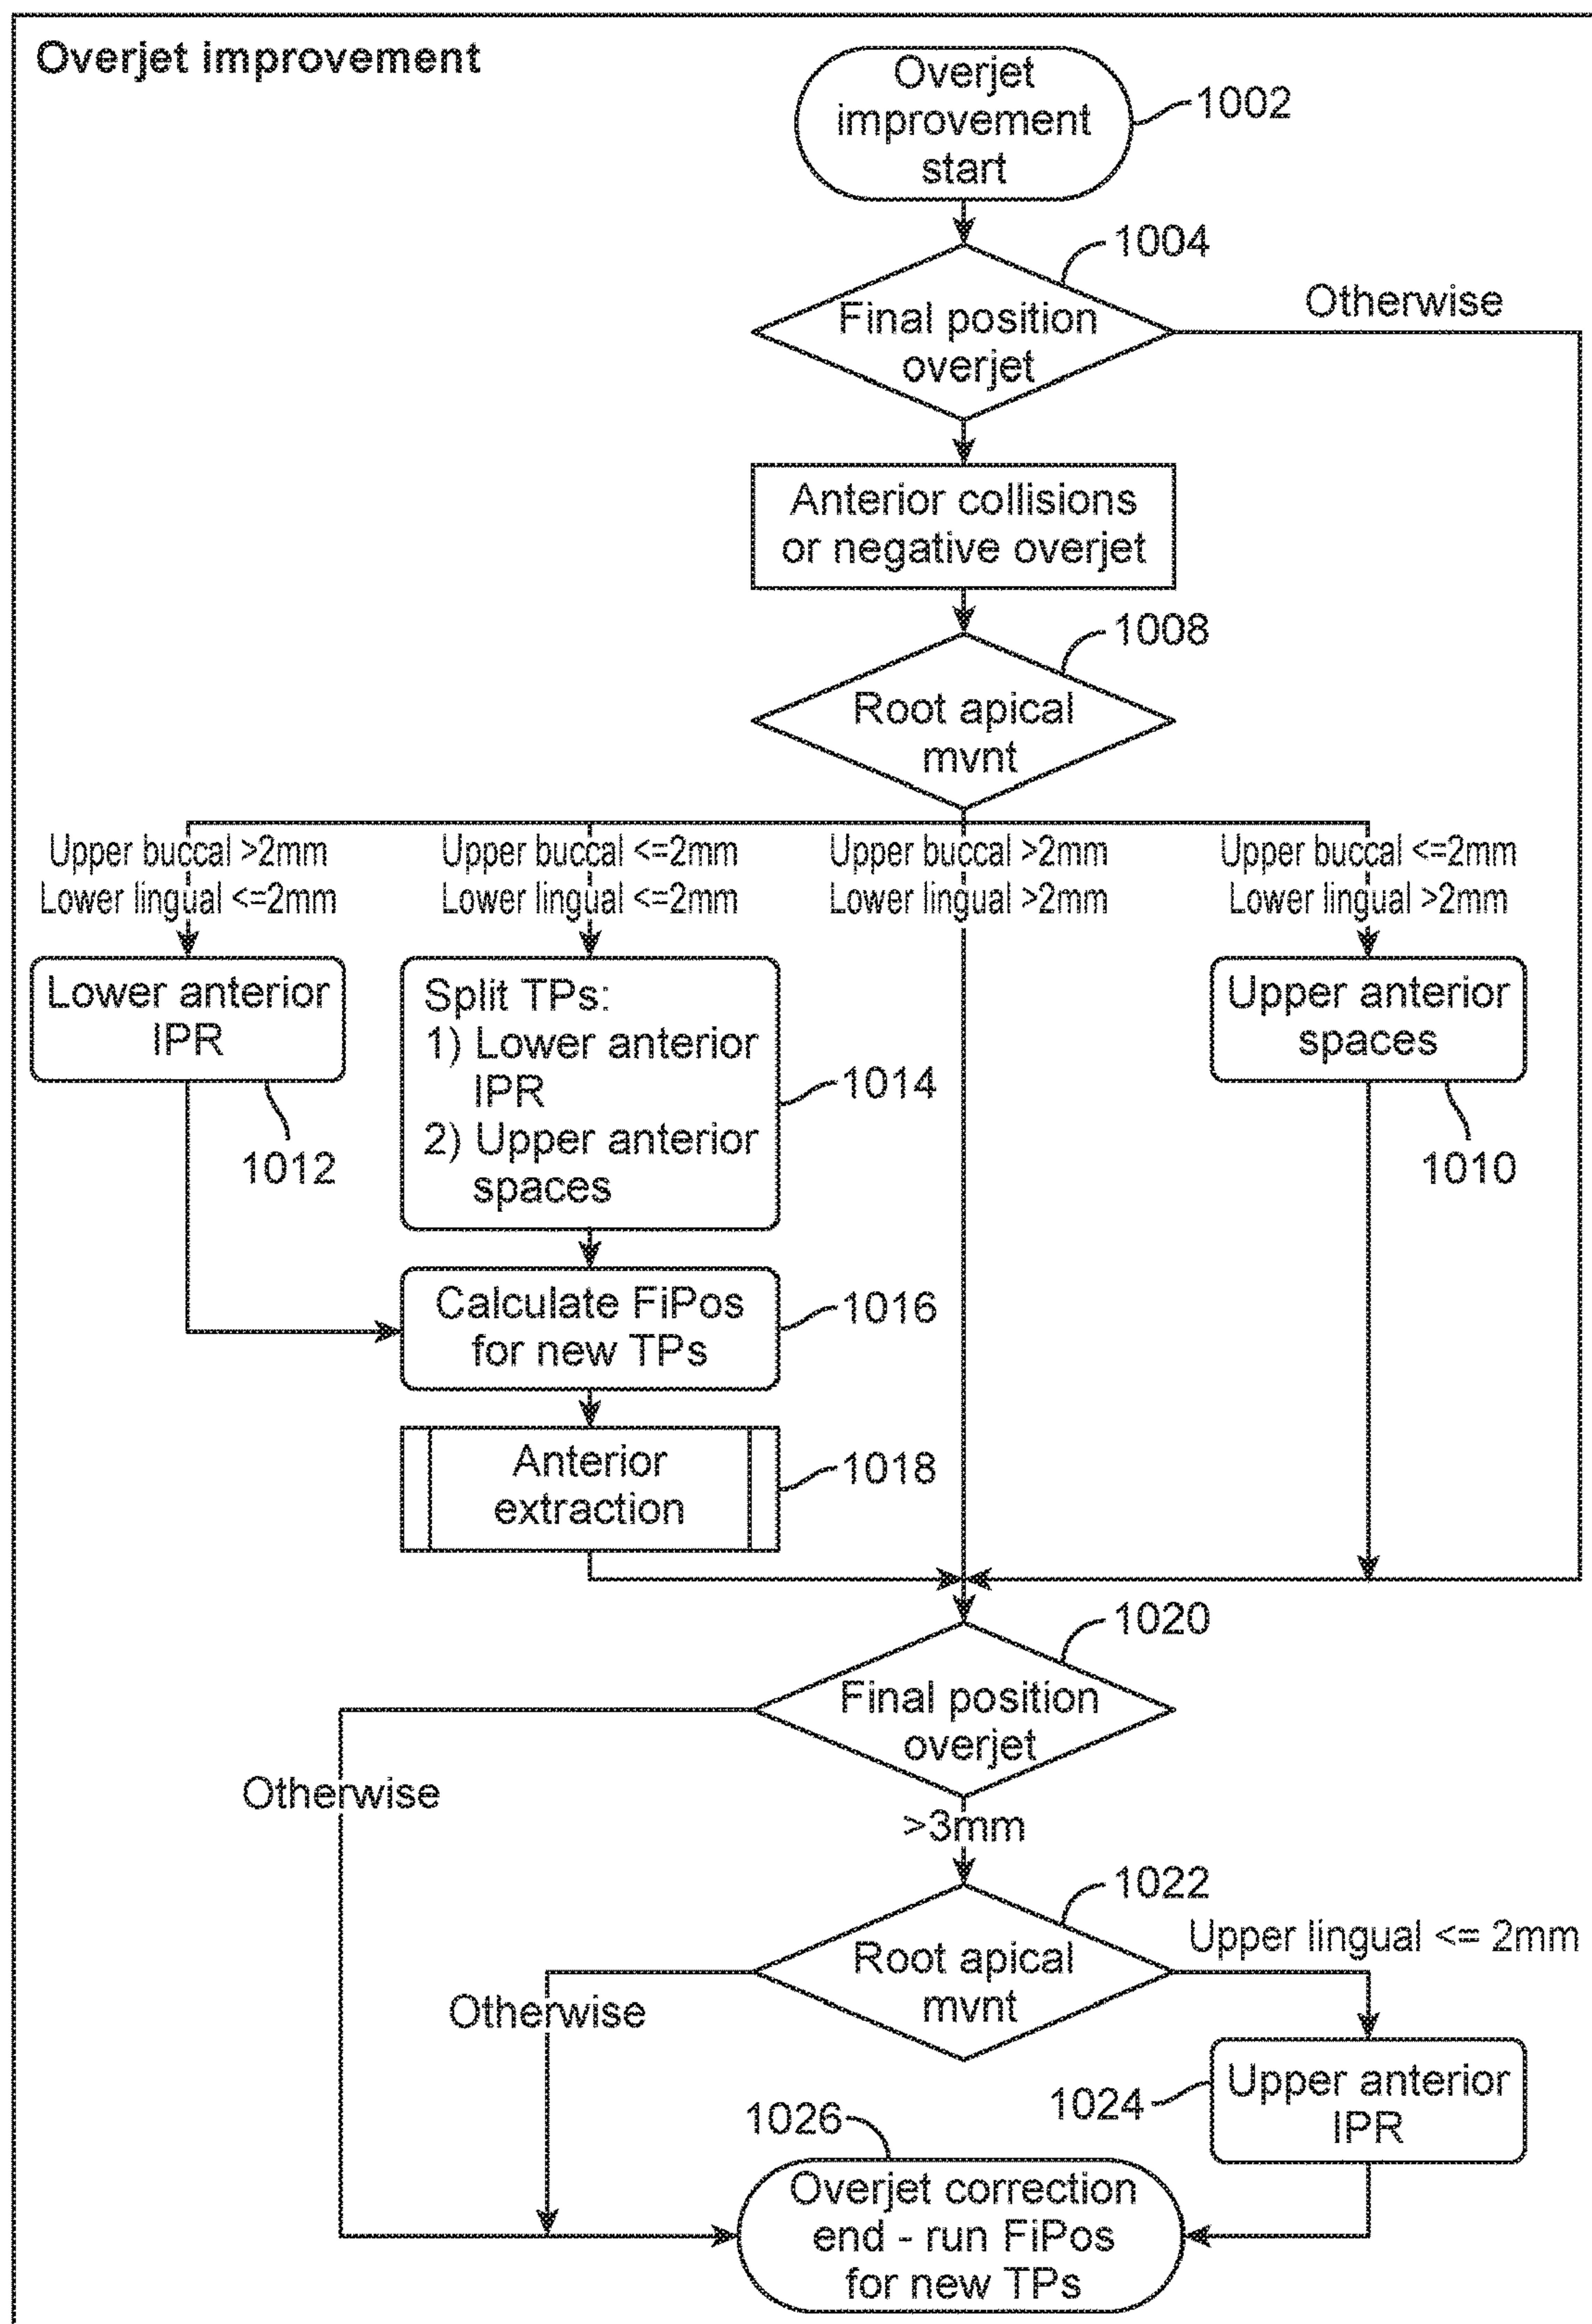 Overjet improvement
Overjet
improvement
start
1002
1004
Final position
overjet
Otherwise
Anterior collisions
or negative overjet
1008
Root apical
mvnt
Upper buccal >2mm
Lower lingual <=2mm
Upper buccal <=2mm
Lower lingual <=2mm
Upper buccal >2mm
Lower lingual >2mm
Upper buccal <=2mm
Lower lingual >2mm
Lower anterior
IPR
1012
Split TPs:
1) Lower anterior
IPR
2) Upper anterior
spaces
1014
Upper anterior
spaces
1010
Calculate FiPos
for new TPs
1016
Anterior
extraction
1018
1020
Final position
overjet
Otherwise
>3mm
1022
Root apical
mvnt
Upper lingual <= 2mm
Otherwise
Upper anterior
IPR
1024
1026
Overjet correction
end - run FiPos
for new TPs